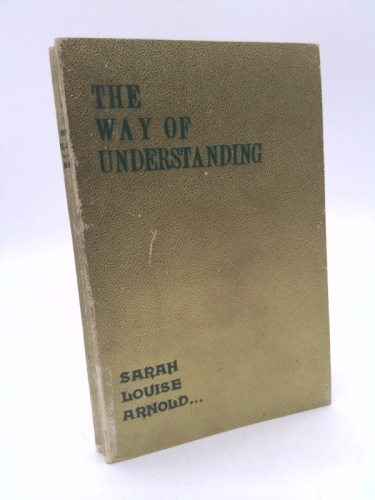 THE
WAY OF
UNDERSTANDING
SARAH
LOUISE
ARNOLD...